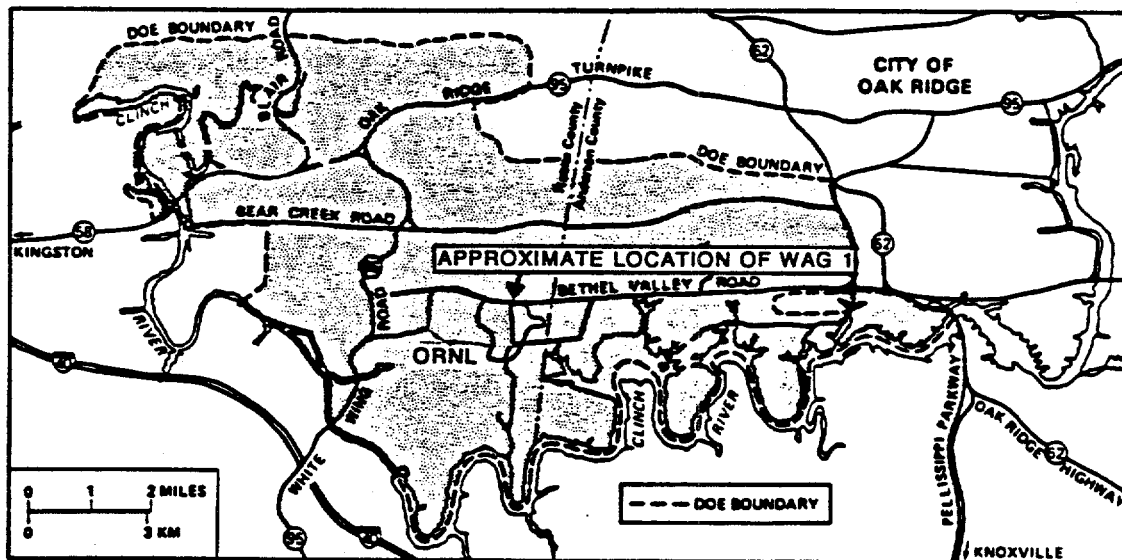 DOE BOUNDARY
BLAIR ROAD
62
TURNPIKE
CITY OF
OAK RIDGE
95
RIDGE
OAK
95
CLINCH
Roane County
Anderson County
DOE BOUNDARY
BEAR CREEK ROAD
58
KINGSTON
62
APPROXIMATE LOCATION OF WAG 1
BETHEL VALLEY ROAD
ROAD
RIVER
ORNL
WING
WHITE
CLINCH
RIVER
PELLISSIPPI PARKWAY
OAK RIDGE
62
HIGHWAY
0 1 2 MILES
0 3 KM
DOE BOUNDARY
95
KNOXVILLE